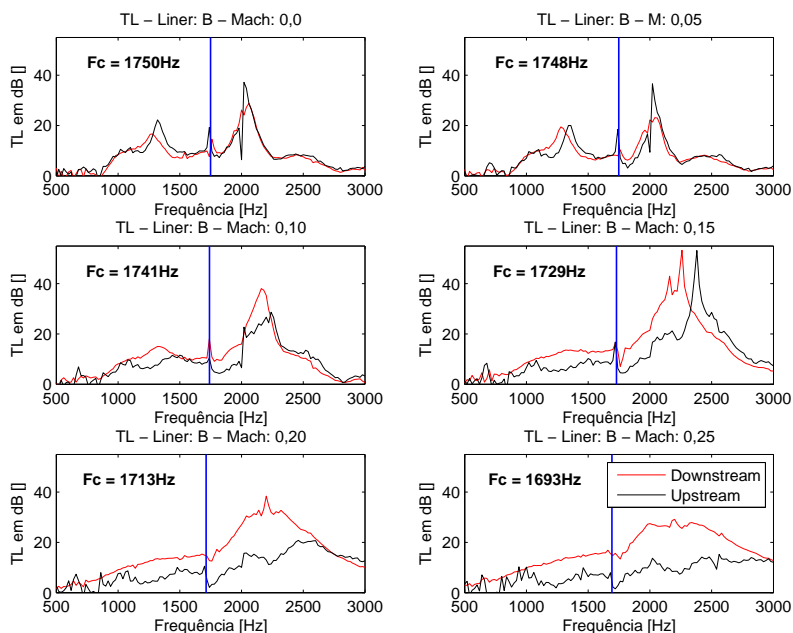 TL − Liner: B − Mach: 0,0
TL em dB []
40
20
0
Fc = 1750Hz
500 1000 1500 2000 2500 3000
Frequência [Hz]
TL − Liner: B − M: 0,05
TL em dB []
40
20
0
Fc = 1748Hz
500 1000 1500 2000 2500 3000
Frequência [Hz]
TL − Liner: B − Mach: 0,10
TL em dB []
40
20
0
Fc = 1741Hz
500 1000 1500 2000 2500 3000
Frequência [Hz]
TL − Liner: B − Mach: 0,15
TL em dB []
40
20
0
Fc = 1729Hz
500 1000 1500 2000 2500 3000
Frequência [Hz]
TL − Liner: B − Mach: 0,20
TL em dB []
40
20
0
Fc = 1713Hz
500 1000 1500 2000 2500 3000
Frequência [Hz]
TL − Liner: B − Mach: 0,25
TL em dB []
40
20
0
Fc = 1693Hz
Downstream
Upstream
500 1000 1500 2000 2500 3000
Frequência [Hz]